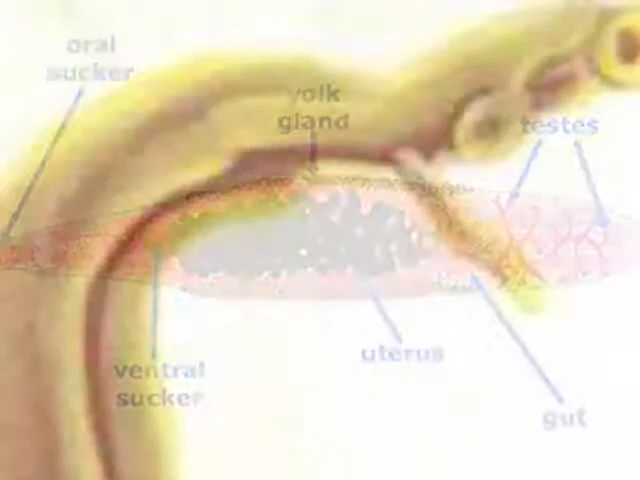 oral
sucker
yolk
gland
testes
ventral
sucker
uterus
gut